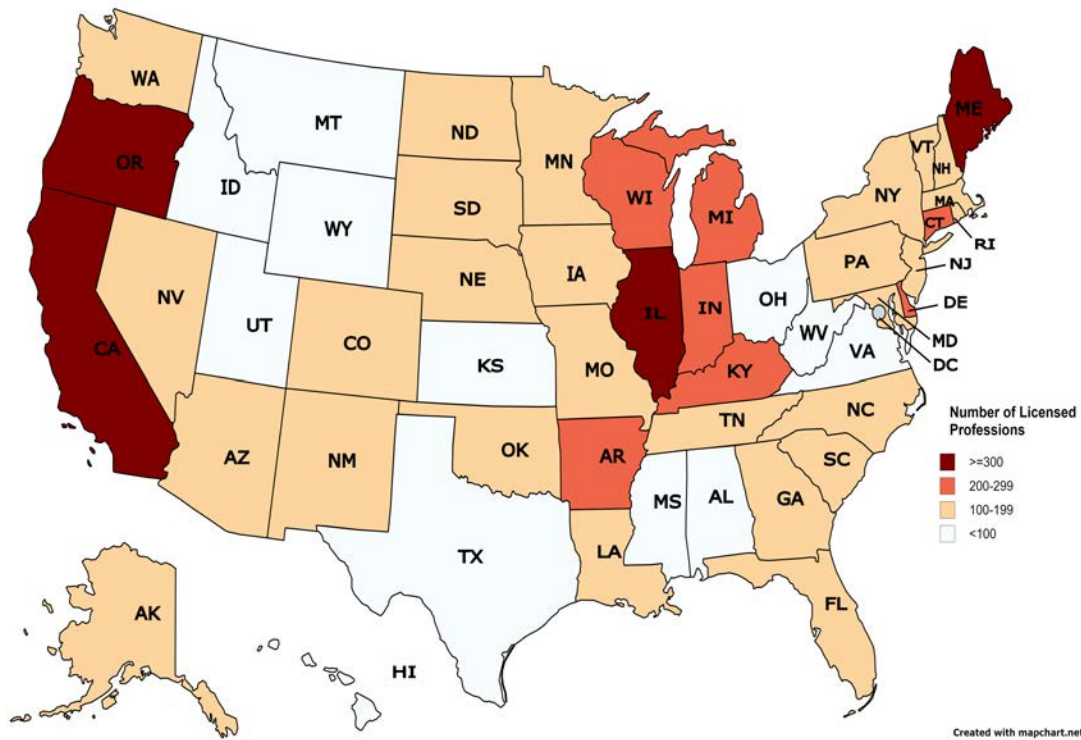 WA
MT
ND
MN
ME
OR
ID
WY
SD
WI
MI
VT
NH
NY
MA
CT
RI
NV
UT
CO
NE
IA
IL
IN
OH
PA
NJ
DE
MD
DC
CA
KS
MO
KY
WV
VA
AZ
NM
OK
AR
TN
NC
SC
TX
LA
MS
AL
GA
FL
AK
HI
Number of Licensed
Professions
>=300
200-299
100-199
<100
Created with mapchart.net